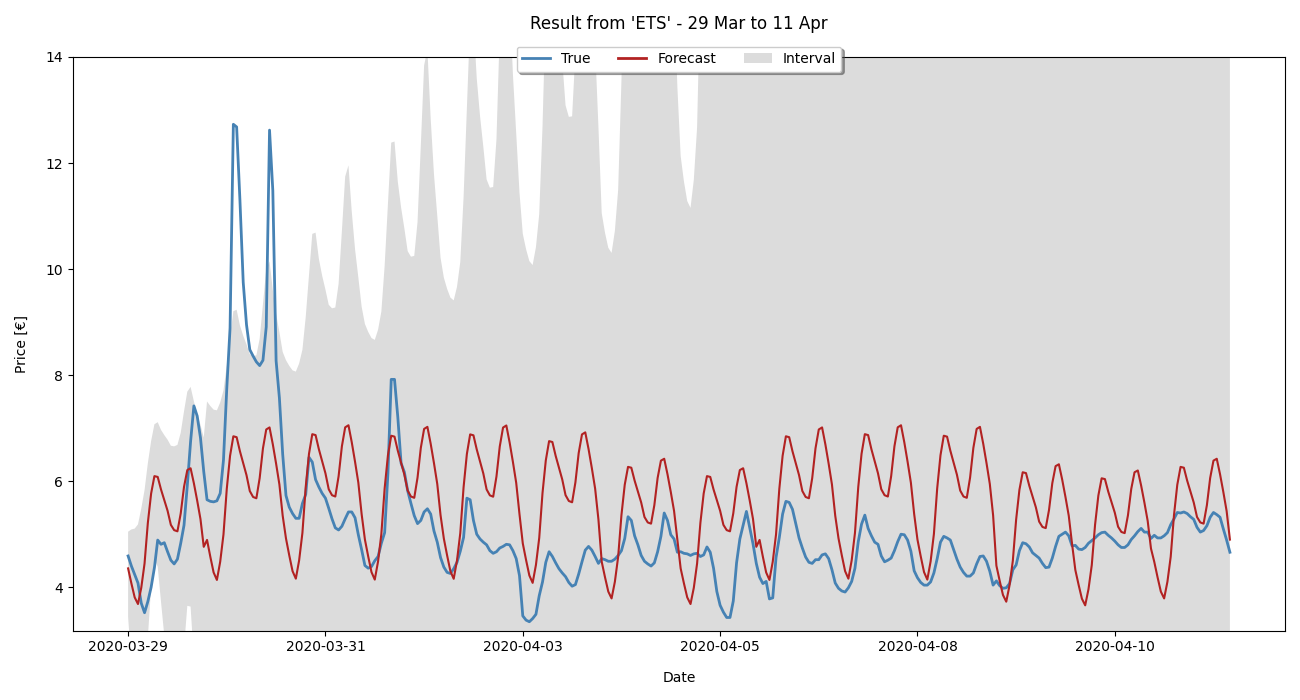 Result from 'ETS' - 29 Mar to 11 Apr
True Forecast Interval
14
12
10
8
6
4
Price [€]
2020-03-29 2020-03-31 2020-04-03 2020-04-05 2020-04-08 2020-04-10
Date